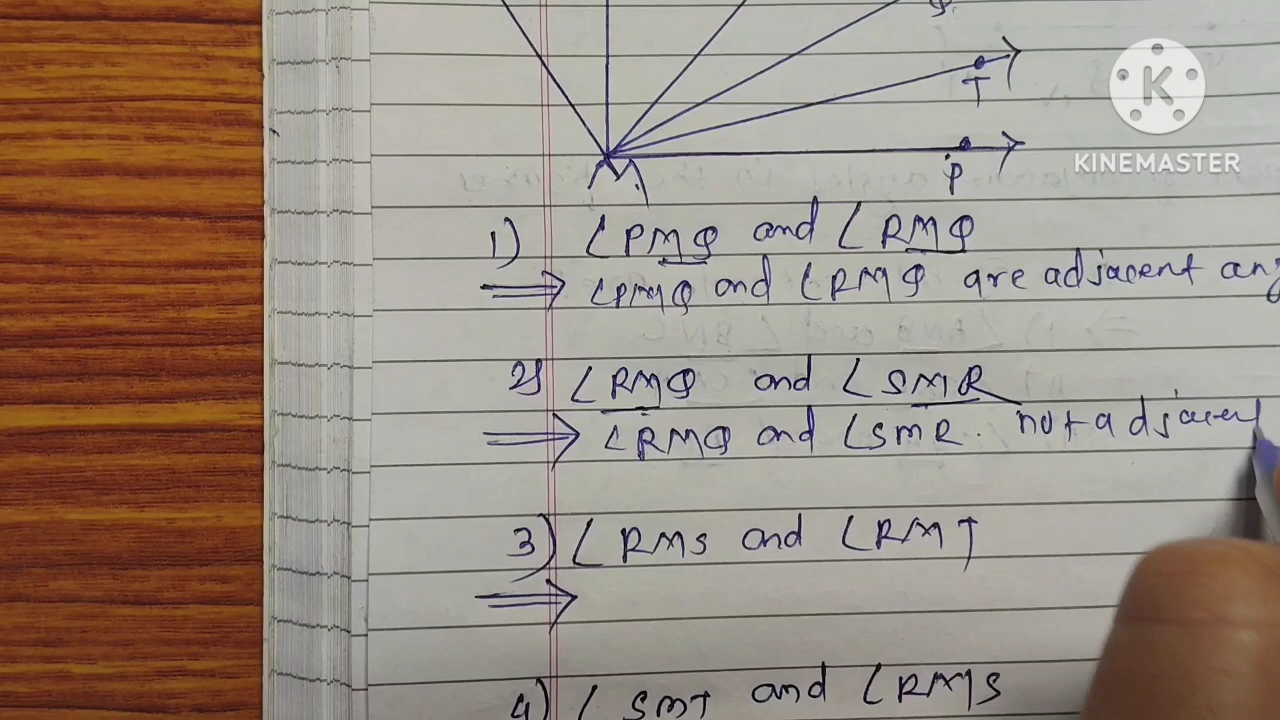 T
KINEMASTER
P
M
1) ∠PMQ and ∠RMQ
⇒ ∠PMQ and ∠RMQ are adjacent ang
2) ∠RMQ and ∠SMR
⇒ ∠RMQ and ∠SMR. not adjacent
3) ∠RMS and ∠RMT
⇒
4) ∠SMT and ∠RMS